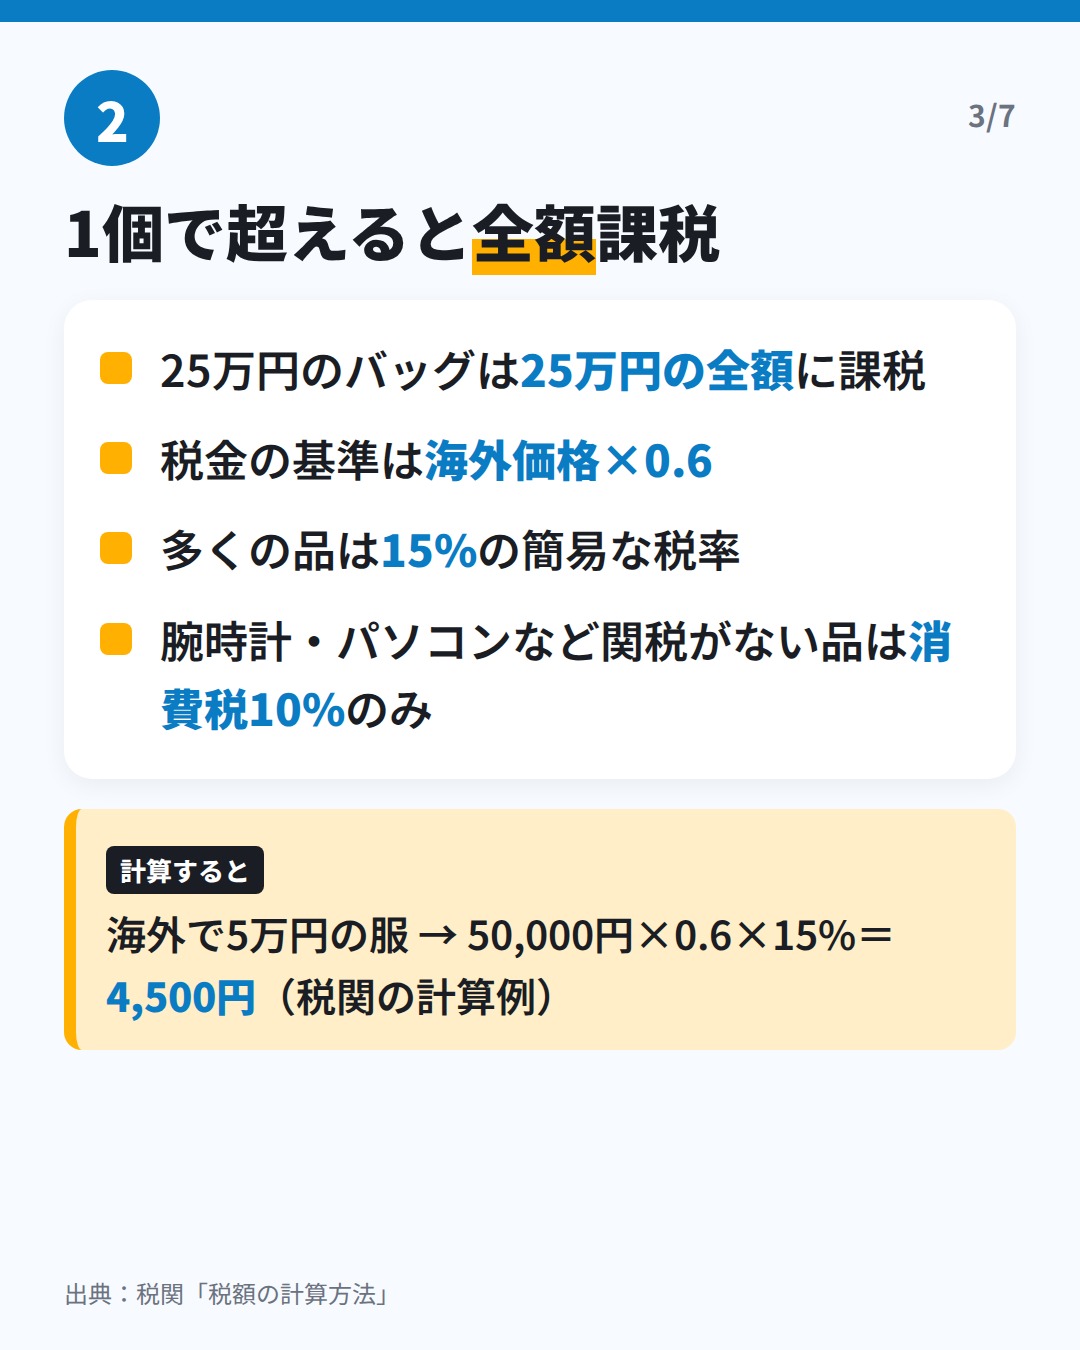 2
3/7
1個で超えると全額課税
25万円のバッグは25万円の全額に課税
税金の基準は海外価格×0.6
多くの品は15%の簡易な税率
腕時計・パソコンなど関税がない品は消
費税10%のみ
計算すると
海外で5万円の服 → 50,000円×0.6×15%＝
4,500円（税関の計算例）
出典：税関「税額の計算方法」